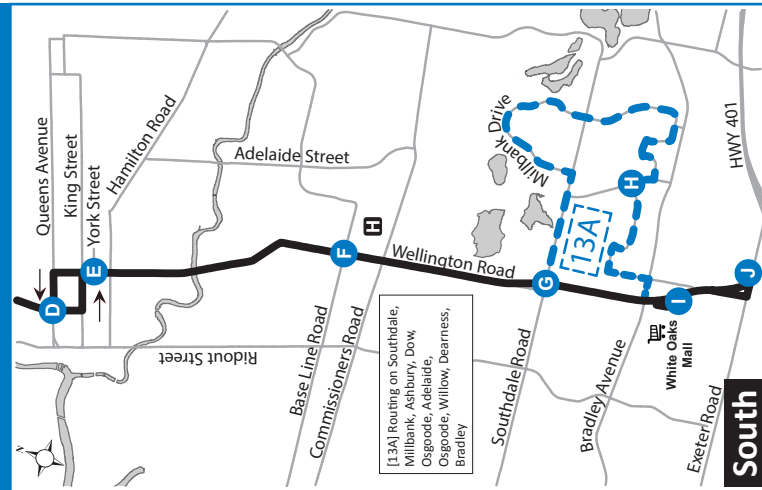 Queens Avenue
King Street
York Street
Hamilton Road
Adelaide Street
D
E
Ridout Street
N
F
H
Base Line Road
Commissioners Road
Wellington Road
Millbank Drive
[13A] Routing on Southdale,
Millbank, Ashbury, Dow,
Osgoode, Adelaide,
Osgoode, Willow, Dearness,
Bradley
G
13A
H
Southdale Road
Bradley Avenue
I
White Oaks
Mall
J
HWY 401
Exeter Road
South